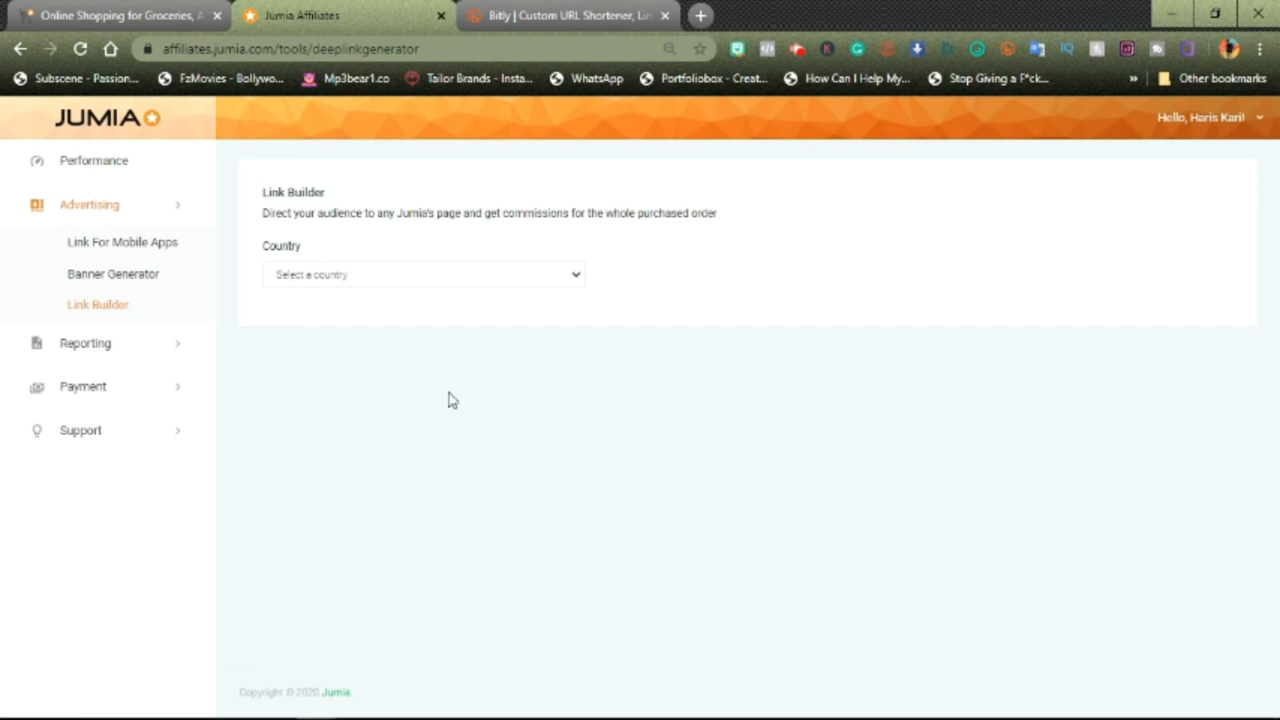 Online Shopping for Groceries, A
Jumia Affiliates
Bitly | Custom URL Shortener, Lin
affiliates.jumia.com/tools/deeplinkgenerator
Subscene - Passion...
FzMovies - Bollywo...
Mp3bear1.co
Tailor Brands - Insta...
WhatsApp
Portfoliobox - Creat...
How Can I Help My...
Stop Giving a F*ck...
»
Other bookmarks
JUMIA
Hello, Haris Karil
Performance
Advertising
Link For Mobile Apps
Banner Generator
Link Builder
Reporting
Payment
Support
Link Builder
Direct your audience to any Jumia's page and get commissions for the whole purchased order
Country
Select a country
Copyright © 2020 Jumia